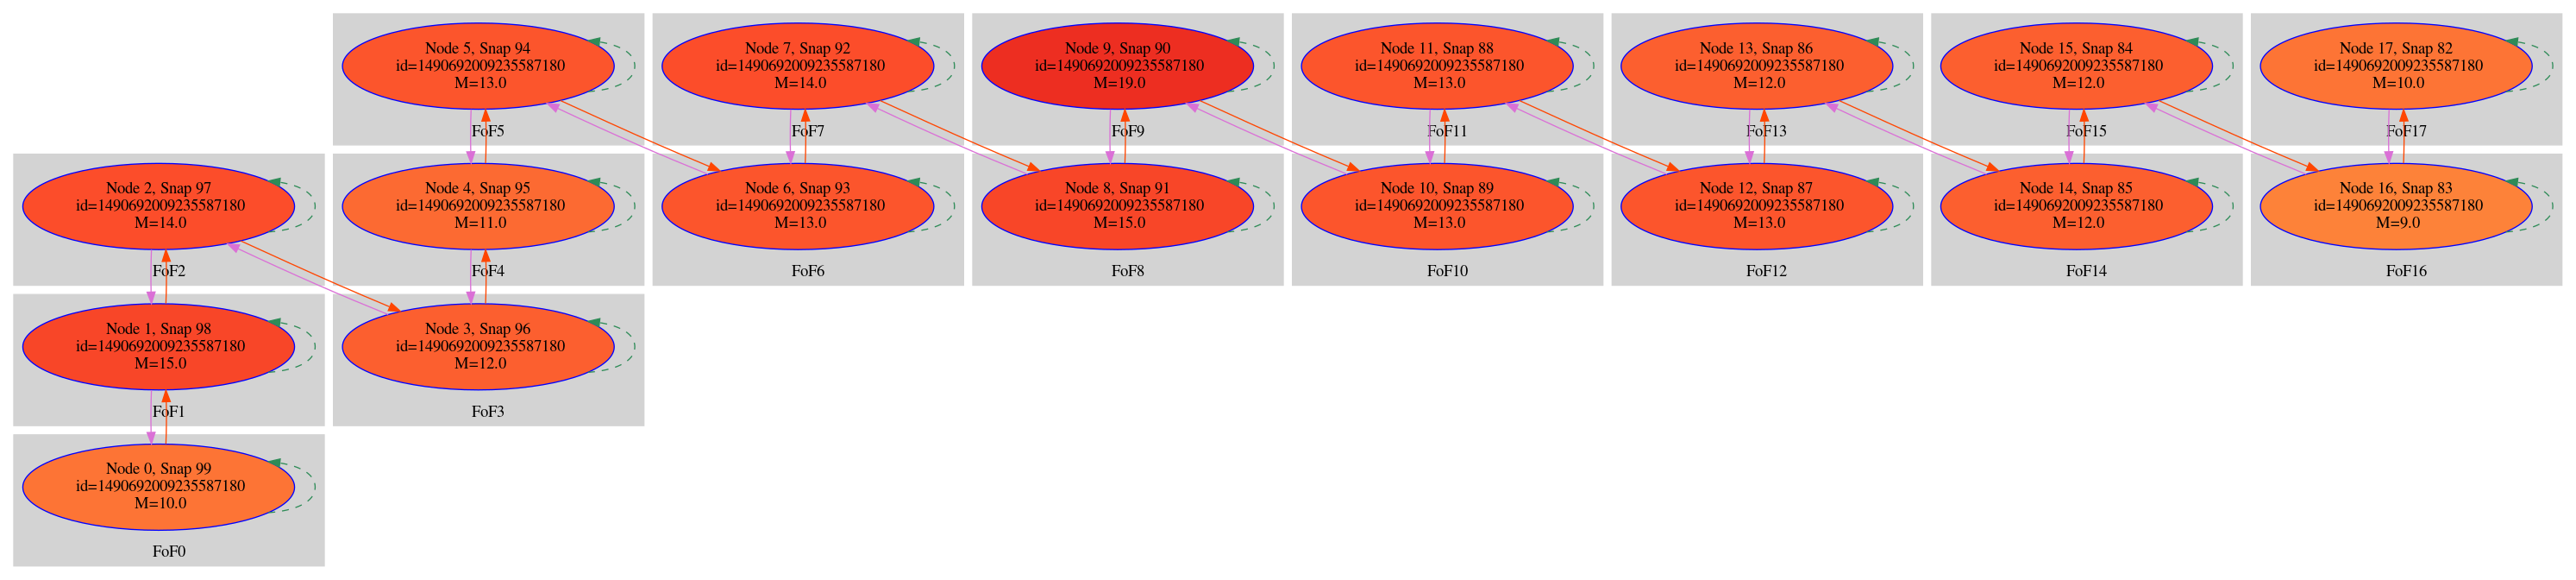 Node 5, Snap 94
id=1490692009235587180
M=13.0
FoF5
Node 7, Snap 92
id=1490692009235587180
M=14.0
FoF7
Node 9, Snap 90
id=1490692009235587180
M=19.0
FoF9
Node 11, Snap 88
id=1490692009235587180
M=13.0
FoF11
Node 13, Snap 86
id=1490692009235587180
M=12.0
FoF13
Node 15, Snap 84
id=1490692009235587180
M=12.0
FoF15
Node 17, Snap 82
id=1490692009235587180
M=10.0
FoF17
Node 2, Snap 97
id=1490692009235587180
M=14.0
FoF2
Node 4, Snap 95
id=1490692009235587180
M=11.0
FoF4
Node 6, Snap 93
id=1490692009235587180
M=13.0
FoF6
Node 8, Snap 91
id=1490692009235587180
M=15.0
FoF8
Node 10, Snap 89
id=1490692009235587180
M=13.0
FoF10
Node 12, Snap 87
id=1490692009235587180
M=13.0
FoF12
Node 14, Snap 85
id=1490692009235587180
M=12.0
FoF14
Node 16, Snap 83
id=1490692009235587180
M=9.0
FoF16
Node 1, Snap 98
id=1490692009235587180
M=15.0
FoF1
Node 3, Snap 96
id=1490692009235587180
M=12.0
FoF3
Node 0, Snap 99
id=1490692009235587180
M=10.0
FoF0